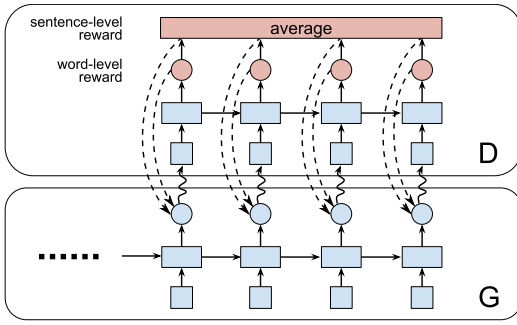 sentence-level
reward
average
word-level
reward
D
......
G